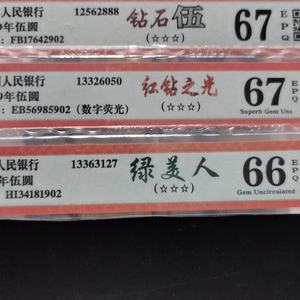 人民银行 12562888 钻石伍 67 EPQ
9年伍圆 (☆☆☆)
: FB17642902
人民银行 13326050 红钻之光 67 EPQ
9年伍圆 (☆☆☆) Superb Gem Unc
: EB56985902 (数字荧光)
人民银行 13363127 绿美人 66 EPQ
年伍圆 (☆☆☆) Gem Uncirculated
HI34181902